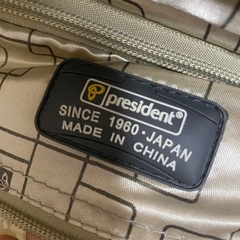 president
SINCE 1960・JAPAN
MADE IN CHINA